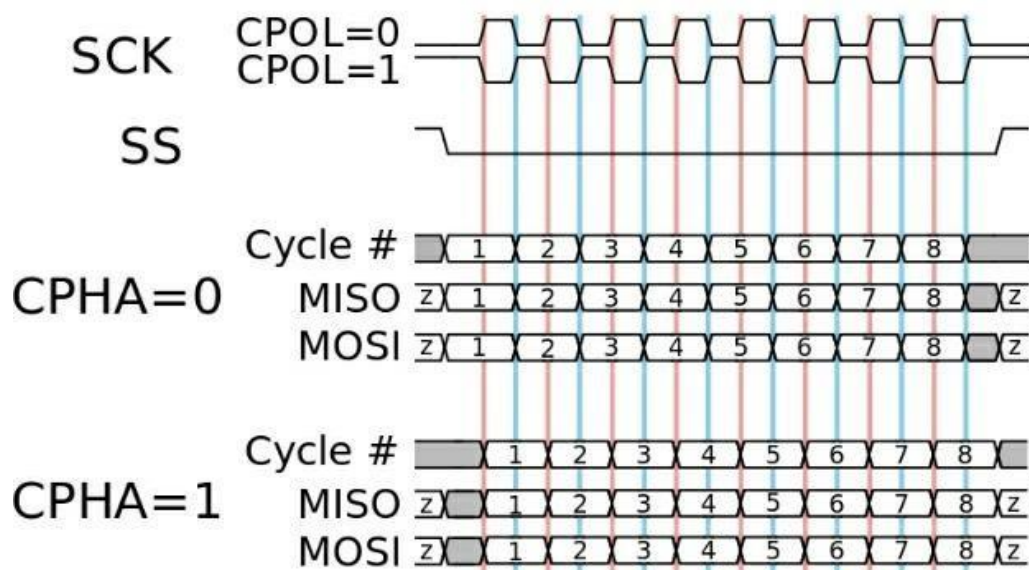 SCK CPOL=0
CPOL=1
SS
Cycle # 1 2 3 4 5 6 7 8
CPHA=0 MISO z 1 2 3 4 5 6 7 8 z
MOSI z 1 2 3 4 5 6 7 8 z
Cycle # 1 2 3 4 5 6 7 8
CPHA=1 MISO z 1 2 3 4 5 6 7 8 z
MOSI z 1 2 3 4 5 6 7 8 z